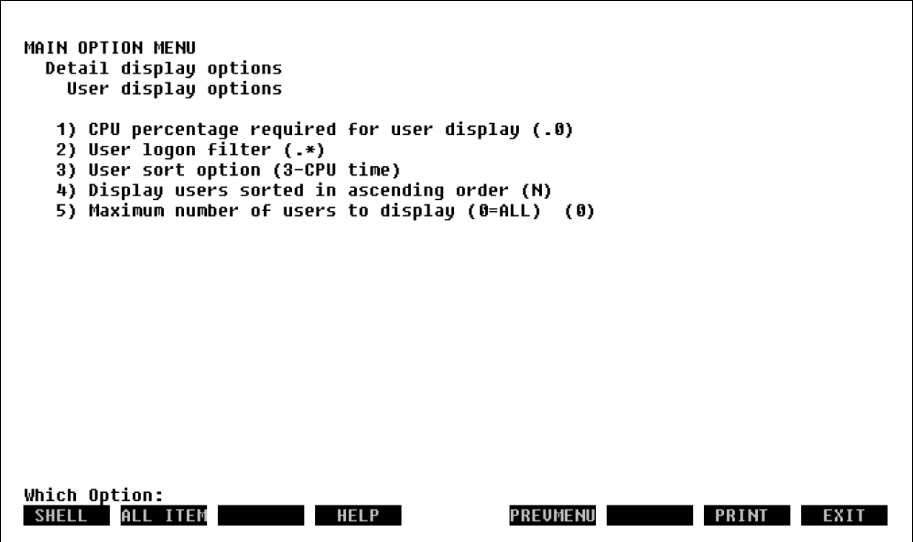 MAIN OPTION MENU
Detail display options
User display options
1) CPU percentage required for user display (.0)
2) User logon filter (.*)
3) User sort option (3-CPU time)
4) Display users sorted in ascending order (N)
5) Maximum number of users to display (0=ALL)  (0)
Which Option:
SHELL ALL ITEM HELP PREVMENU PRINT EXIT